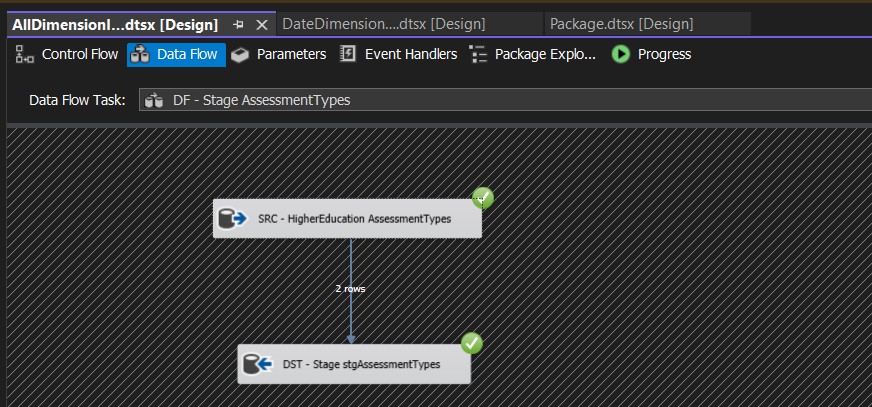 AllDimensionI...dtsx [Design] DateDimension....dtsx [Design] Package.dtsx [Design]
Control Flow Data Flow Parameters Event Handlers Package Explo... Progress
Data Flow Task: DF - Stage AssessmentTypes
SRC - HigherEducation AssessmentTypes
2 rows
DST - Stage stgAssessmentTypes